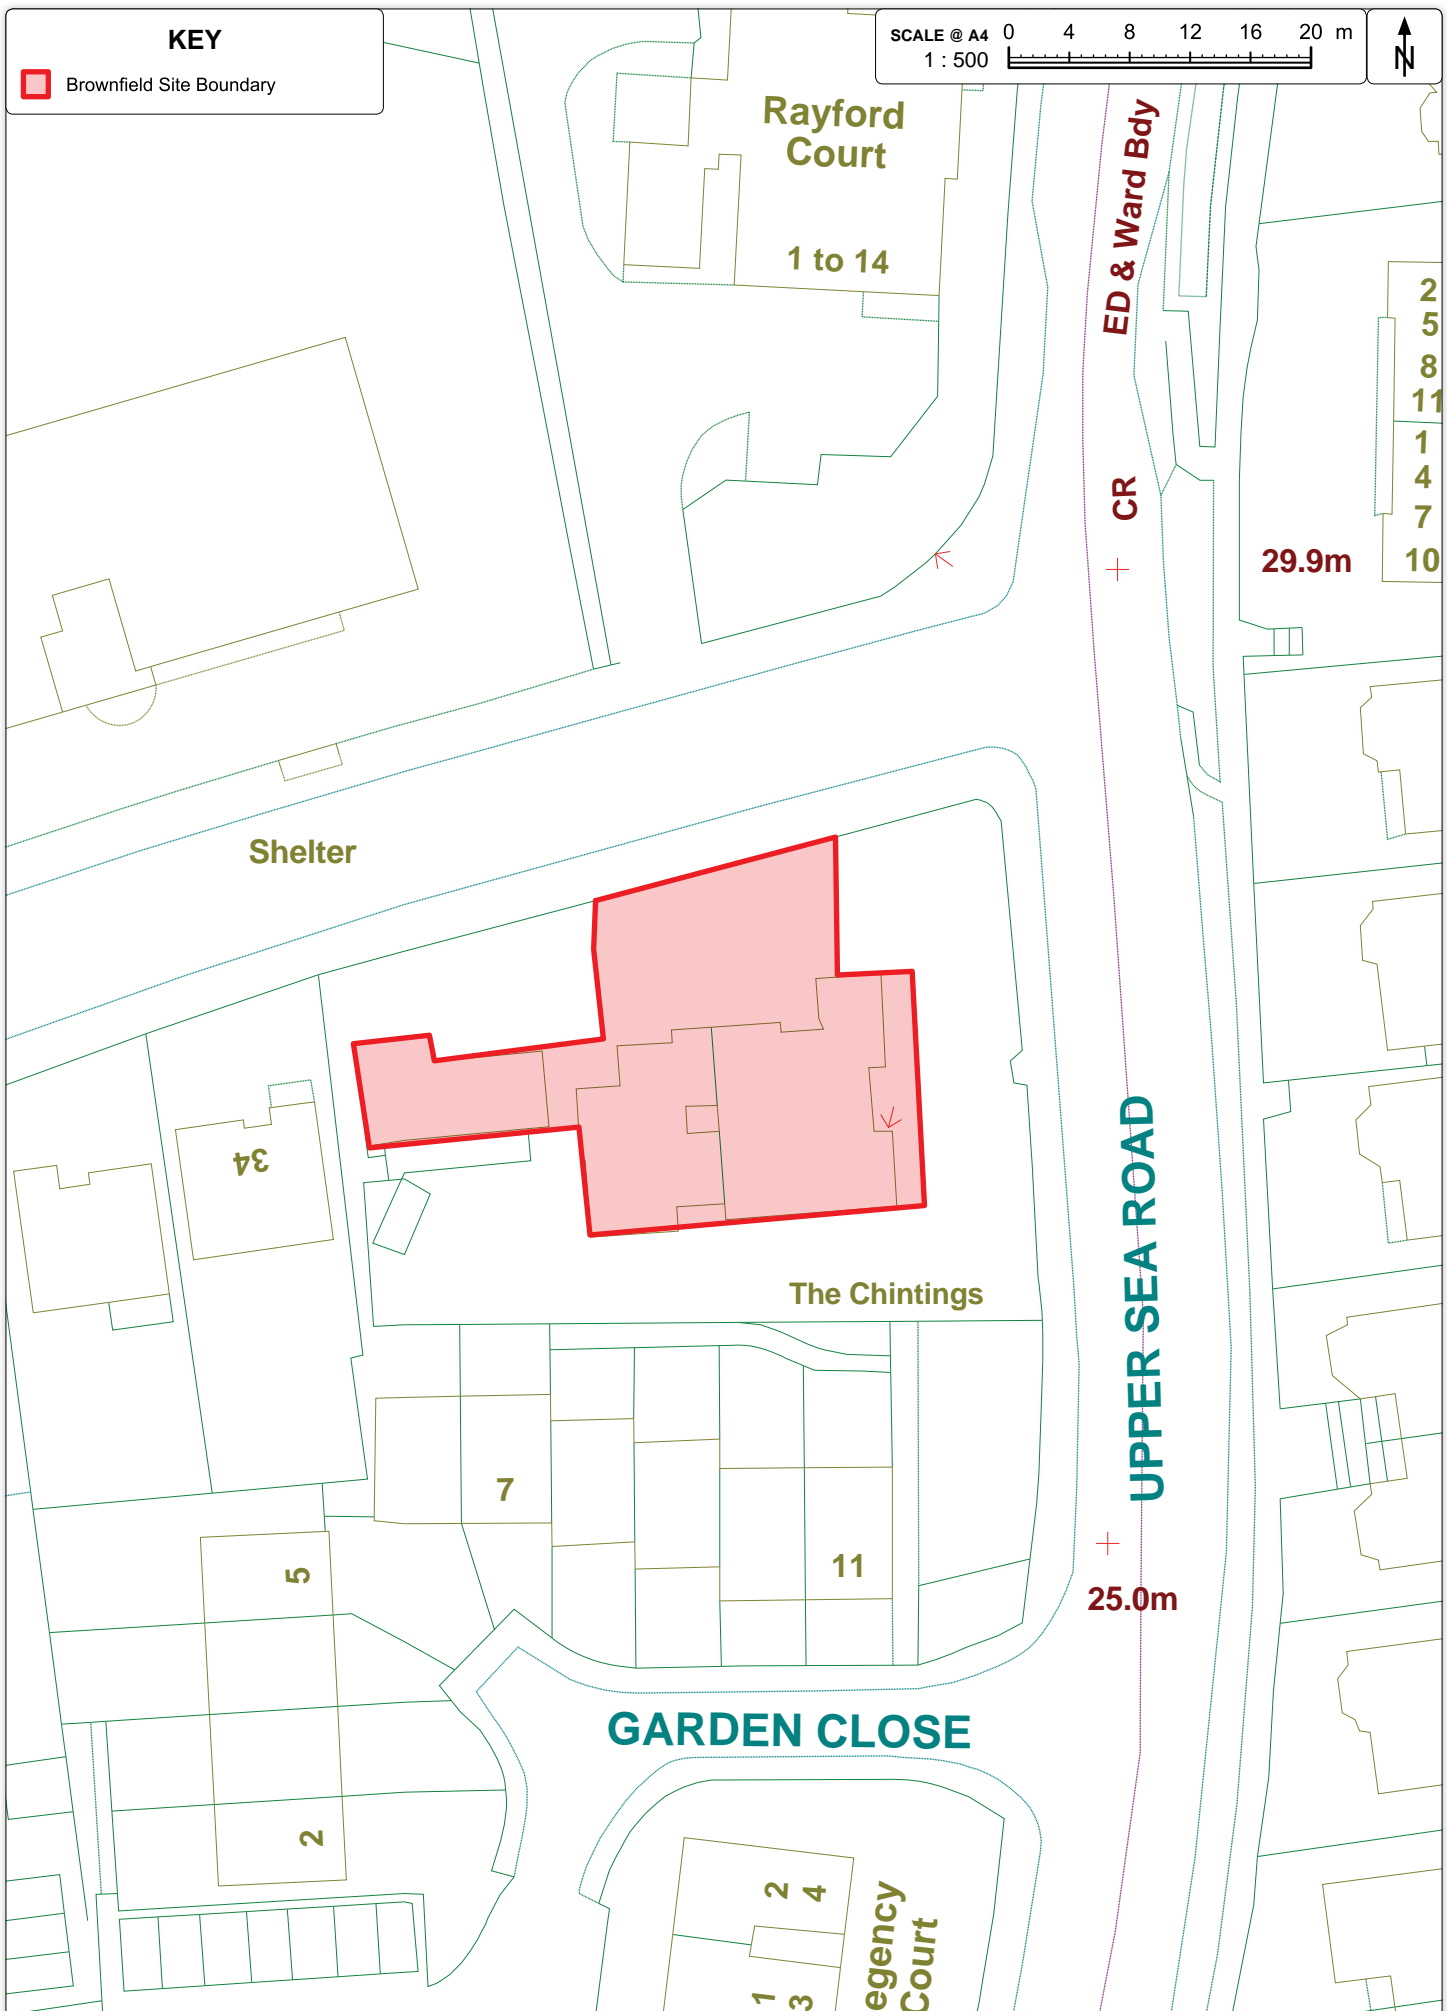 KEY
Brownfield Site Boundary
SCALE @ A4
1 : 500
0 4 8 12 16 20 m
N
Rayford
Court
1 to 14
ED & Ward Bdy
2
5
8
11
1
4
7
10
CR
29.9m
Shelter
34
The Chintings
UPPER SEA ROAD
7
5
11
25.0m
GARDEN CLOSE
2
2
4
egency
Court
1
3